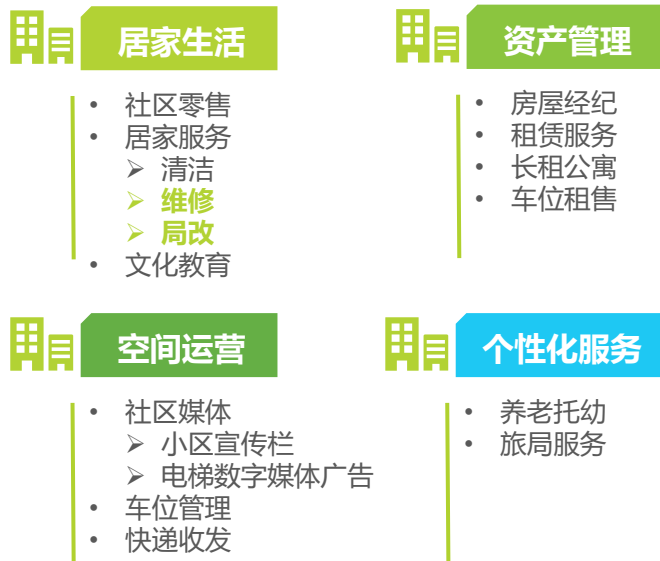 居家生活
• 社区零售
• 居家服务
➢ 清洁
➢ 维修
➢ 局改
• 文化教育
资产管理
• 房屋经纪
• 租赁服务
• 长租公寓
• 车位租售
空间运营
• 社区媒体
➢ 小区宣传栏
➢ 电梯数字媒体广告
• 车位管理
• 快递收发
个性化服务
• 养老托幼
• 旅局服务